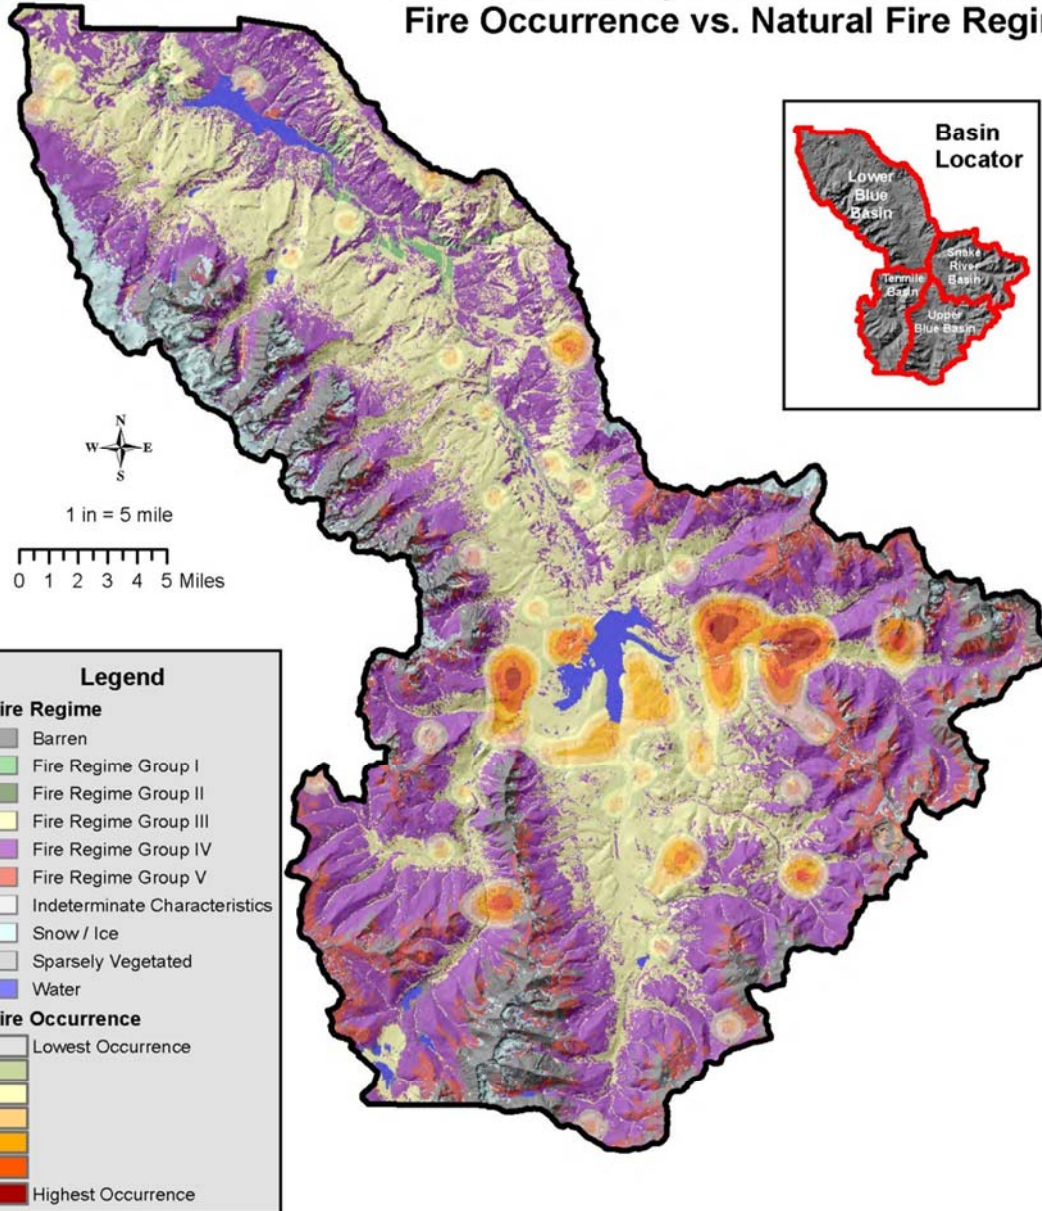 Fire Occurrence vs. Natural Fire Regi
Basin
Locator
Lower
Blue
Basin
Snake
River
Basin
Tenmile
Basin
Upper
Blue Basin
N
W E
S
1 in = 5 mile
0 1 2 3 4 5 Miles
Legend
ire Regime
Barren
Fire Regime Group I
Fire Regime Group II
Fire Regime Group III
Fire Regime Group IV
Fire Regime Group V
Indeterminate Characteristics
Snow / Ice
Sparsely Vegetated
Water
ire Occurrence
Lowest Occurrence
Highest Occurrence